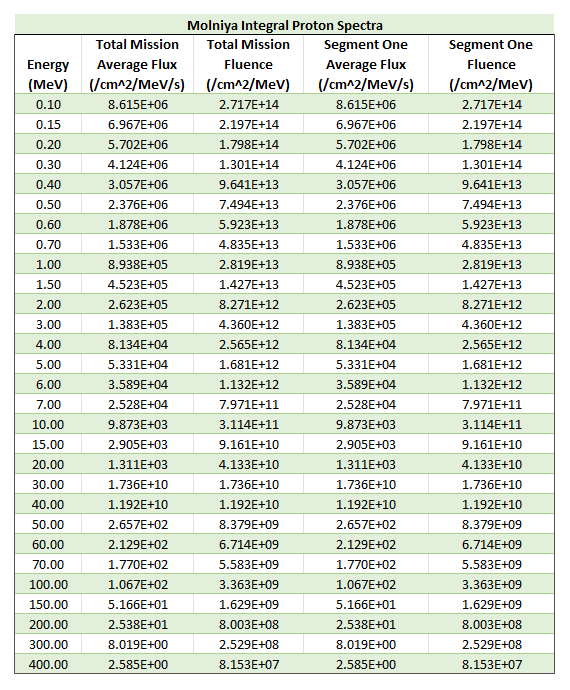 Molniya Integral Proton Spectra
Energy (MeV) Total Mission Average Flux (/cm^2/MeV/s) Total Mission Fluence (/cm^2/MeV) Segment One Average Flux (/cm^2/MeV/s) Segment One Fluence (/cm^2/MeV)
0.10 8.615E+06 2.717E+14 8.615E+06 2.717E+14
0.15 6.967E+06 2.197E+14 6.967E+06 2.197E+14
0.20 5.702E+06 1.798E+14 5.702E+06 1.798E+14
0.30 4.124E+06 1.301E+14 4.124E+06 1.301E+14
0.40 3.057E+06 9.641E+13 3.057E+06 9.641E+13
0.50 2.376E+06 7.494E+13 2.376E+06 7.494E+13
0.60 1.878E+06 5.923E+13 1.878E+06 5.923E+13
0.70 1.533E+06 4.835E+13 1.533E+06 4.835E+13
1.00 8.938E+05 2.819E+13 8.938E+05 2.819E+13
1.50 4.523E+05 1.427E+13 4.523E+05 1.427E+13
2.00 2.623E+05 8.271E+12 2.623E+05 8.271E+12
3.00 1.383E+05 4.360E+12 1.383E+05 4.360E+12
4.00 8.134E+04 2.565E+12 8.134E+04 2.565E+12
5.00 5.331E+04 1.681E+12 5.331E+04 1.681E+12
6.00 3.589E+04 1.132E+12 3.589E+04 1.132E+12
7.00 2.528E+04 7.971E+11 2.528E+04 7.971E+11
10.00 9.873E+03 3.114E+11 9.873E+03 3.114E+11
15.00 2.905E+03 9.161E+10 2.905E+03 9.161E+10
20.00 1.311E+03 4.133E+10 1.311E+03 4.133E+10
30.00 1.736E+10 1.736E+10 1.736E+10 1.736E+10
40.00 1.192E+10 1.192E+10 1.192E+10 1.192E+10
50.00 2.657E+02 8.379E+09 2.657E+02 8.379E+09
60.00 2.129E+02 6.714E+09 2.129E+02 6.714E+09
70.00 1.770E+02 5.583E+09 1.770E+02 5.583E+09
100.00 1.067E+02 3.363E+09 1.067E+02 3.363E+09
150.00 5.166E+01 1.629E+09 5.166E+01 1.629E+09
200.00 2.538E+01 8.003E+08 2.538E+01 8.003E+08
300.00 8.019E+00 2.529E+08 8.019E+00 2.529E+08
400.00 2.585E+00 8.153E+07 2.585E+00 8.153E+07